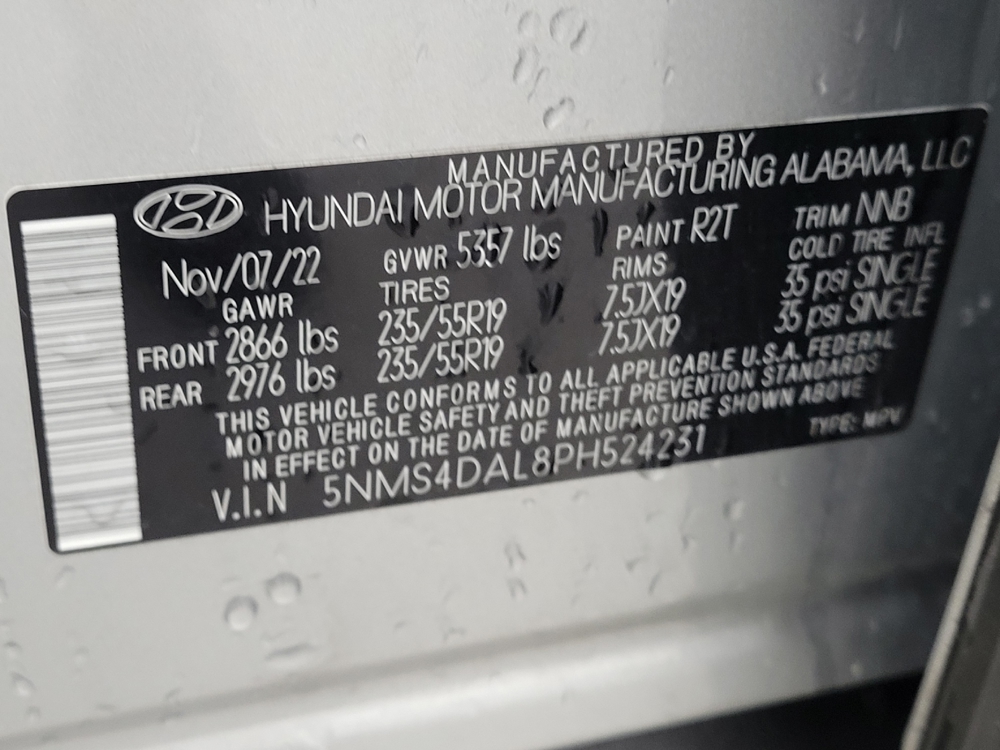 MANUFACTURED BY
HYUNDAI MOTOR MANUFACTURING ALABAMA, LLC
Nov/07/22 GVWR 5357 lbs PAINT R2T TRIM NNB
GAWR TIRES RIMS COLD TIRE INFL
FRONT 2866 lbs 235/55R19 7.5JX19 35 psi SINGLE
REAR 2976 lbs 235/55R19 7.5JX19 35 psi SINGLE
THIS VEHICLE CONFORMS TO ALL APPLICABLE U.S.A. FEDERAL
MOTOR VEHICLE SAFETY AND THEFT PREVENTION STANDARDS
IN EFFECT ON THE DATE OF MANUFACTURE SHOWN ABOVE
V.I.N 5NMS4DAL8PH524231 TYPE: MPV